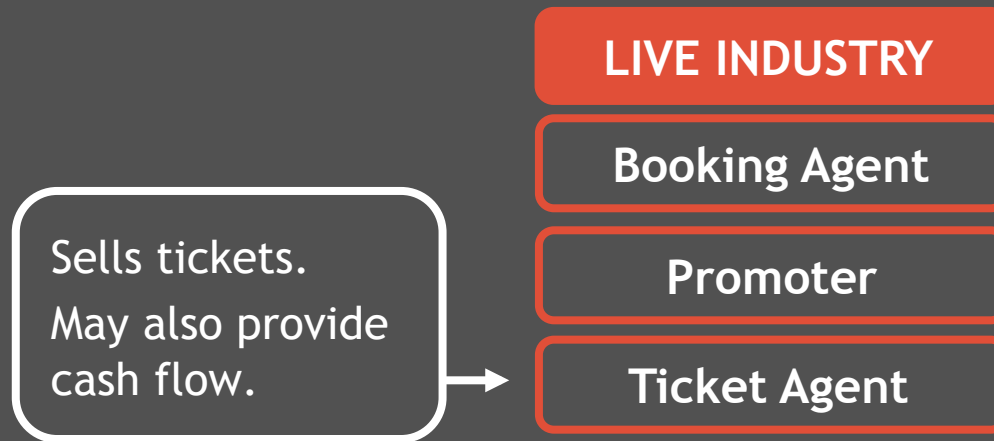 LIVE INDUSTRY
Booking Agent
Promoter
Ticket Agent
Sells tickets.
May also provide
cash flow.